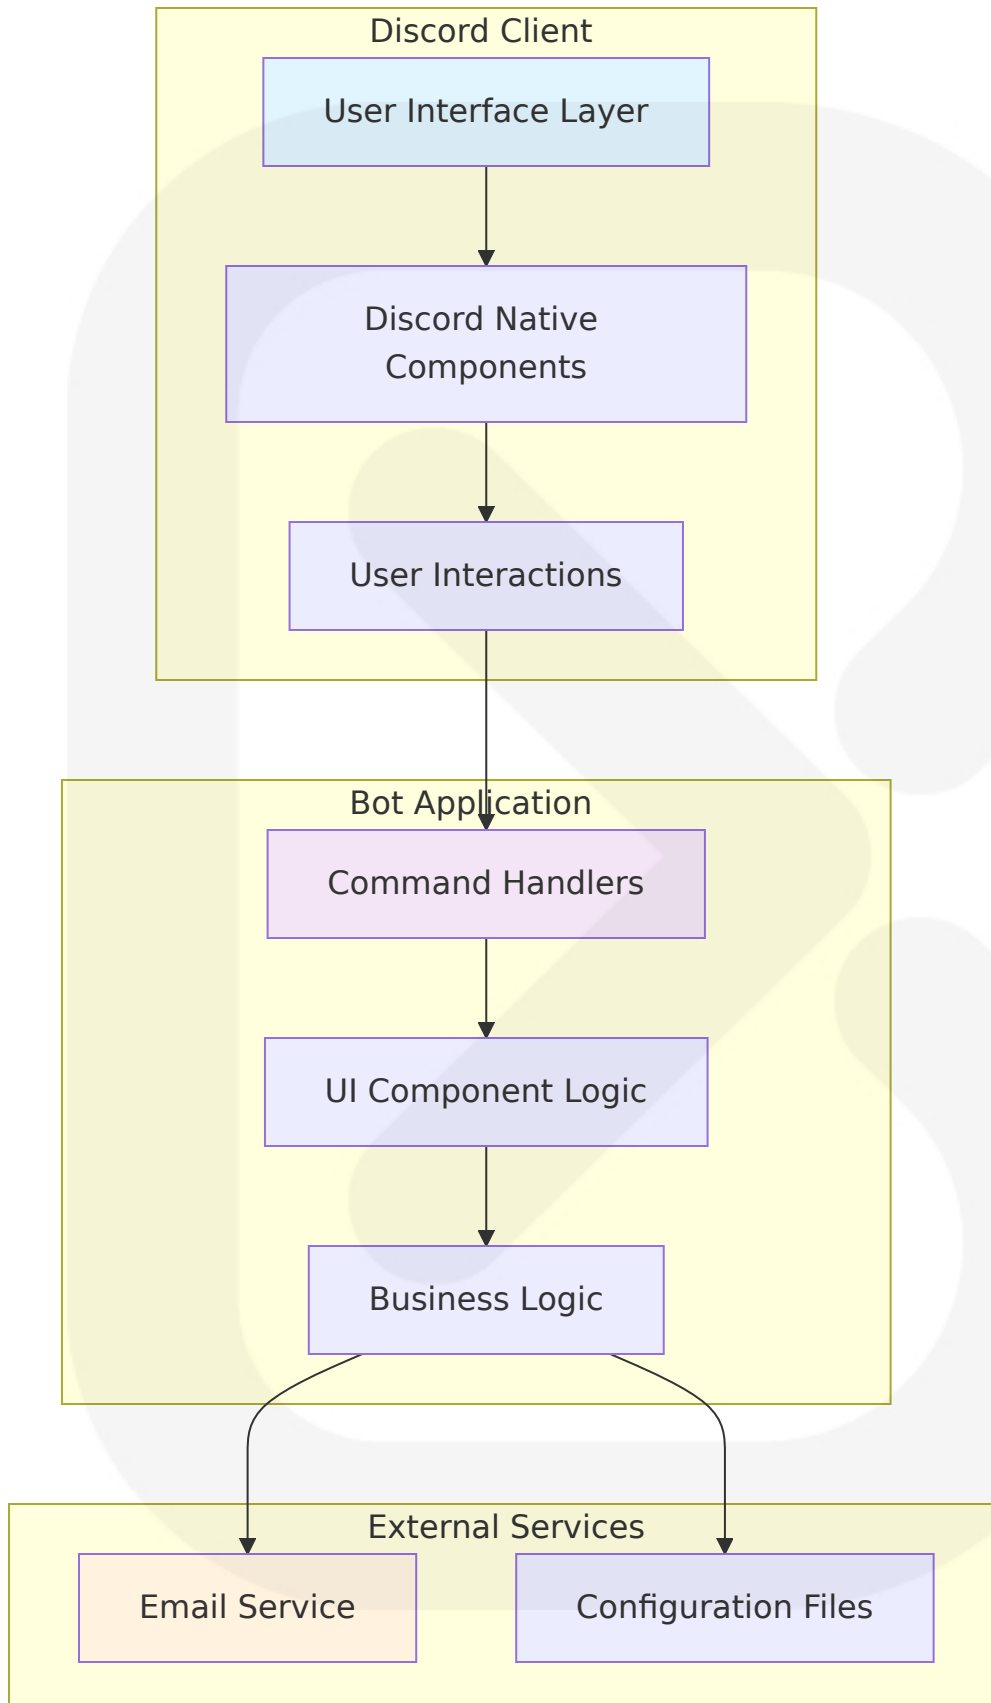 Discord Client
User Interface Layer
Discord Native
Components
User Interactions
Bot Application
Command Handlers
UI Component Logic
Business Logic
External Services
Email Service
Configuration Files